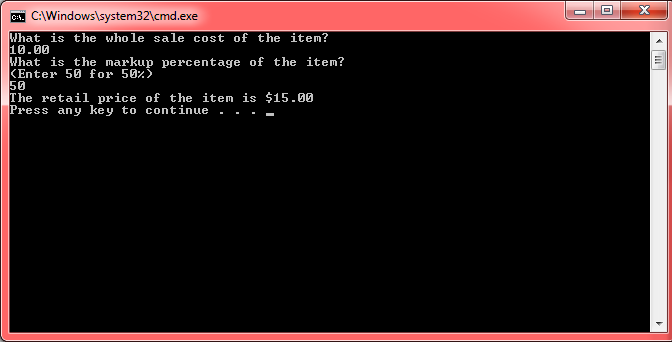 C:\Windows\system32\cmd.exe
What is the whole sale cost of the item?
10.00
What is the markup percentage of the item?
(Enter 50 for 50%)
50
The retail price of the item is $15.00
Press any key to continue . . . _